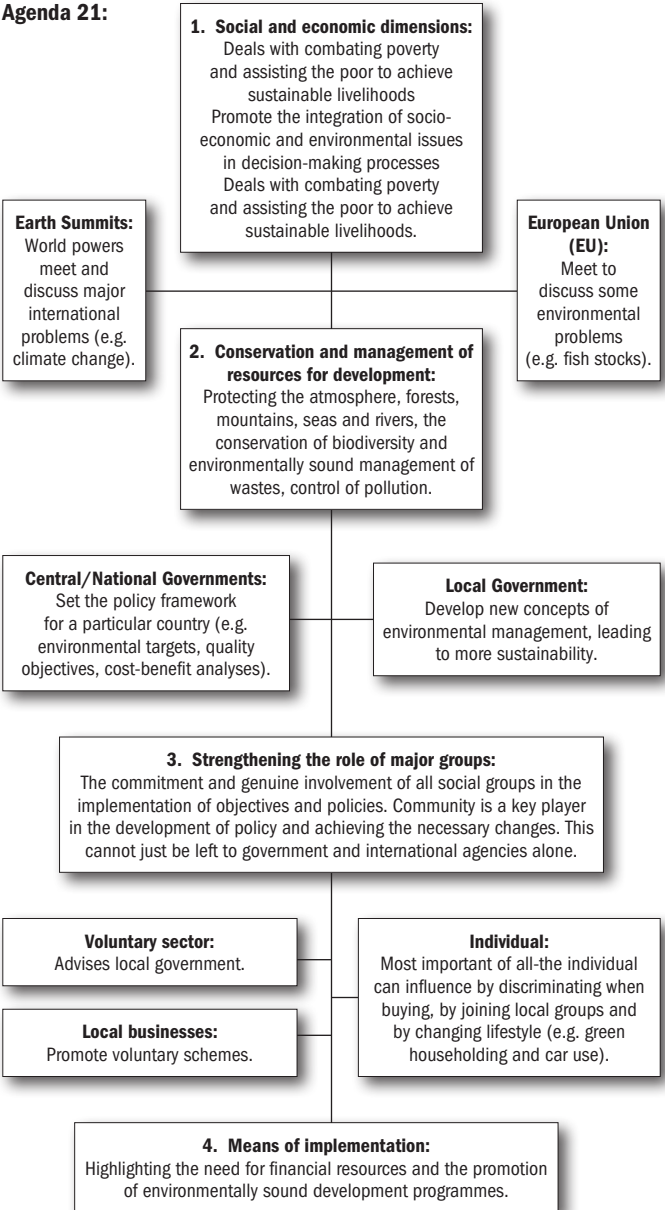 Agenda 21:
1. Social and economic dimensions:
Deals with combating poverty
and assisting the poor to achieve
sustainable livelihoods
Promote the integration of socio-
economic and environmental issues
in decision-making processes
Deals with combating poverty
and assisting the poor to achieve
sustainable livelihoods.
Earth Summits:
World powers
meet and
discuss major
international
problems (e.g.
climate change).
European Union
(EU):
Meet to
discuss some
environmental
problems
(e.g. fish stocks).
2. Conservation and management of
resources for development:
Protecting the atmosphere, forests,
mountains, seas and rivers, the
conservation of biodiversity and
environmentally sound management of
wastes, control of pollution.
Central/National Governments:
Set the policy framework
for a particular country (e.g.
environmental targets, quality
objectives, cost-benefit analyses).
Local Government:
Develop new concepts of
environmental management, leading
to more sustainability.
3. Strengthening the role of major groups:
The commitment and genuine involvement of all social groups in the
implementation of objectives and policies. Community is a key player
in the development of policy and achieving the necessary changes. This
cannot just be left to government and international agencies alone.
Voluntary sector:
Advises local government.
Individual:
Most important of all-the individual
can influence by discriminating when
buying, by joining local groups and
by changing lifestyle (e.g. green
householding and car use).
Local businesses:
Promote voluntary schemes.
4. Means of implementation:
Highlighting the need for financial resources and the promotion
of environmentally sound development programmes.